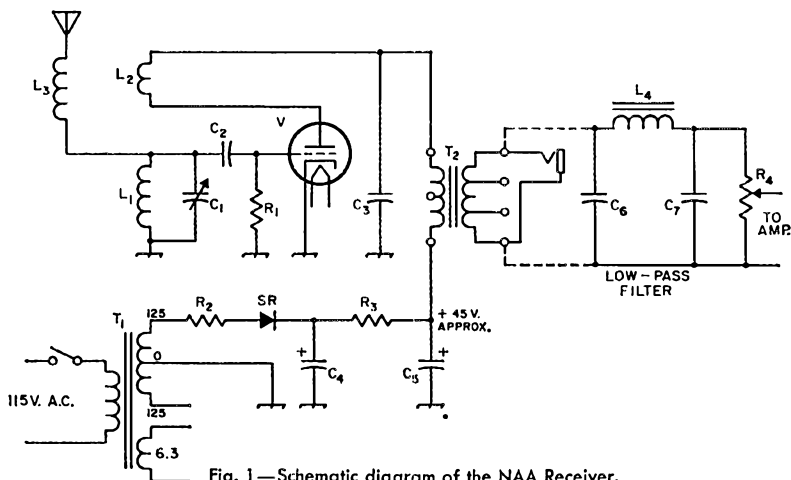 L3
L2
V
C2
T2
L4
L1
C1
R1
C3
C6
C7
R4
TO
AMP.
LOW-PASS
FILTER
T1
125
R2
SR
R3
+ 45 V.
APPROX.
0
+
C4
+
C5
115V. A.C.
125
6.3
Fig. 1—Schematic diagram of the NAA Receiver.